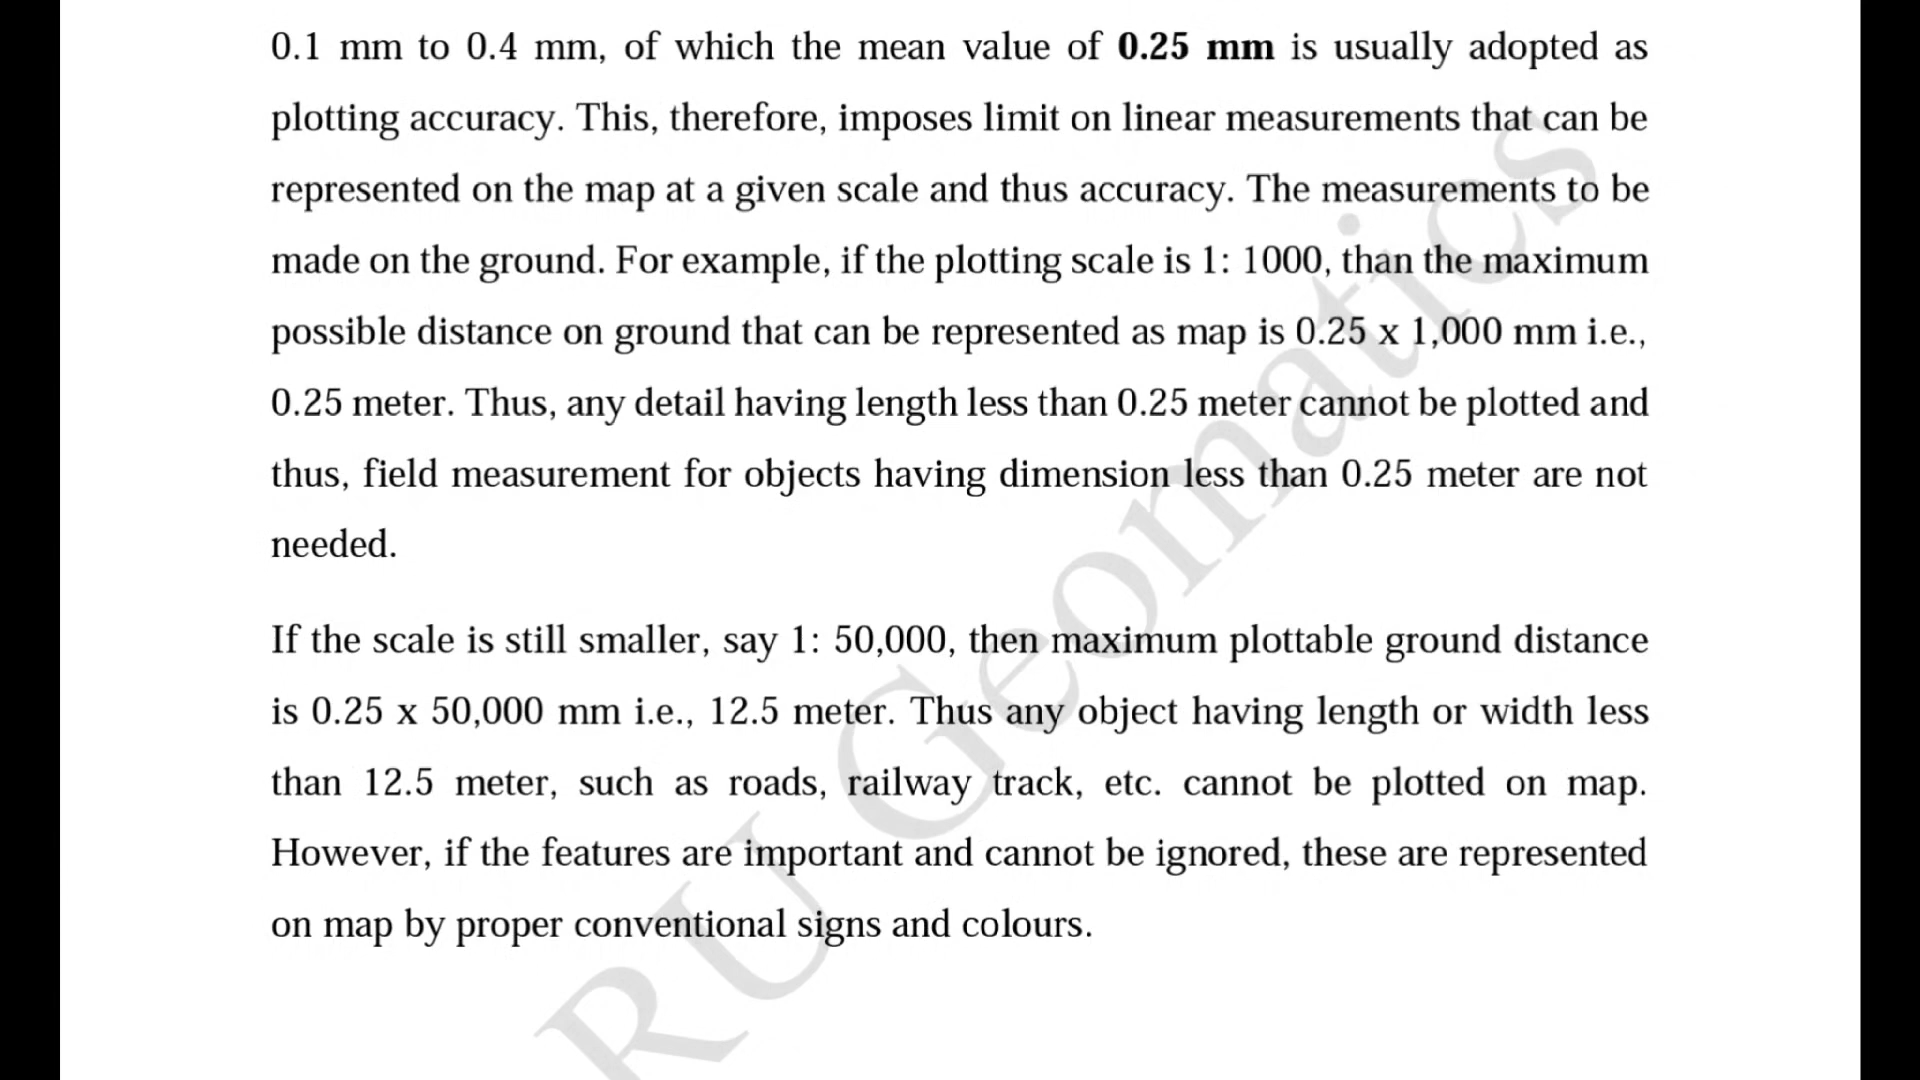 0.1 mm to 0.4 mm, of which the mean value of 0.25 mm is usually adopted as
plotting accuracy. This, therefore, imposes limit on linear measurements that can be
represented on the map at a given scale and thus accuracy. The measurements to be
made on the ground. For example, if the plotting scale is 1: 1000, than the maximum
possible distance on ground that can be represented as map is 0.25 x 1,000 mm i.e.,
0.25 meter. Thus, any detail having length less than 0.25 meter cannot be plotted and
thus, field measurement for objects having dimension less than 0.25 meter are not
needed.
If the scale is still smaller, say 1: 50,000, then maximum plottable ground distance
is 0.25 x 50,000 mm i.e., 12.5 meter. Thus any object having length or width less
than 12.5 meter, such as roads, railway track, etc. cannot be plotted on map.
However, if the features are important and cannot be ignored, these are represented
on map by proper conventional signs and colours.
RU Geomatics